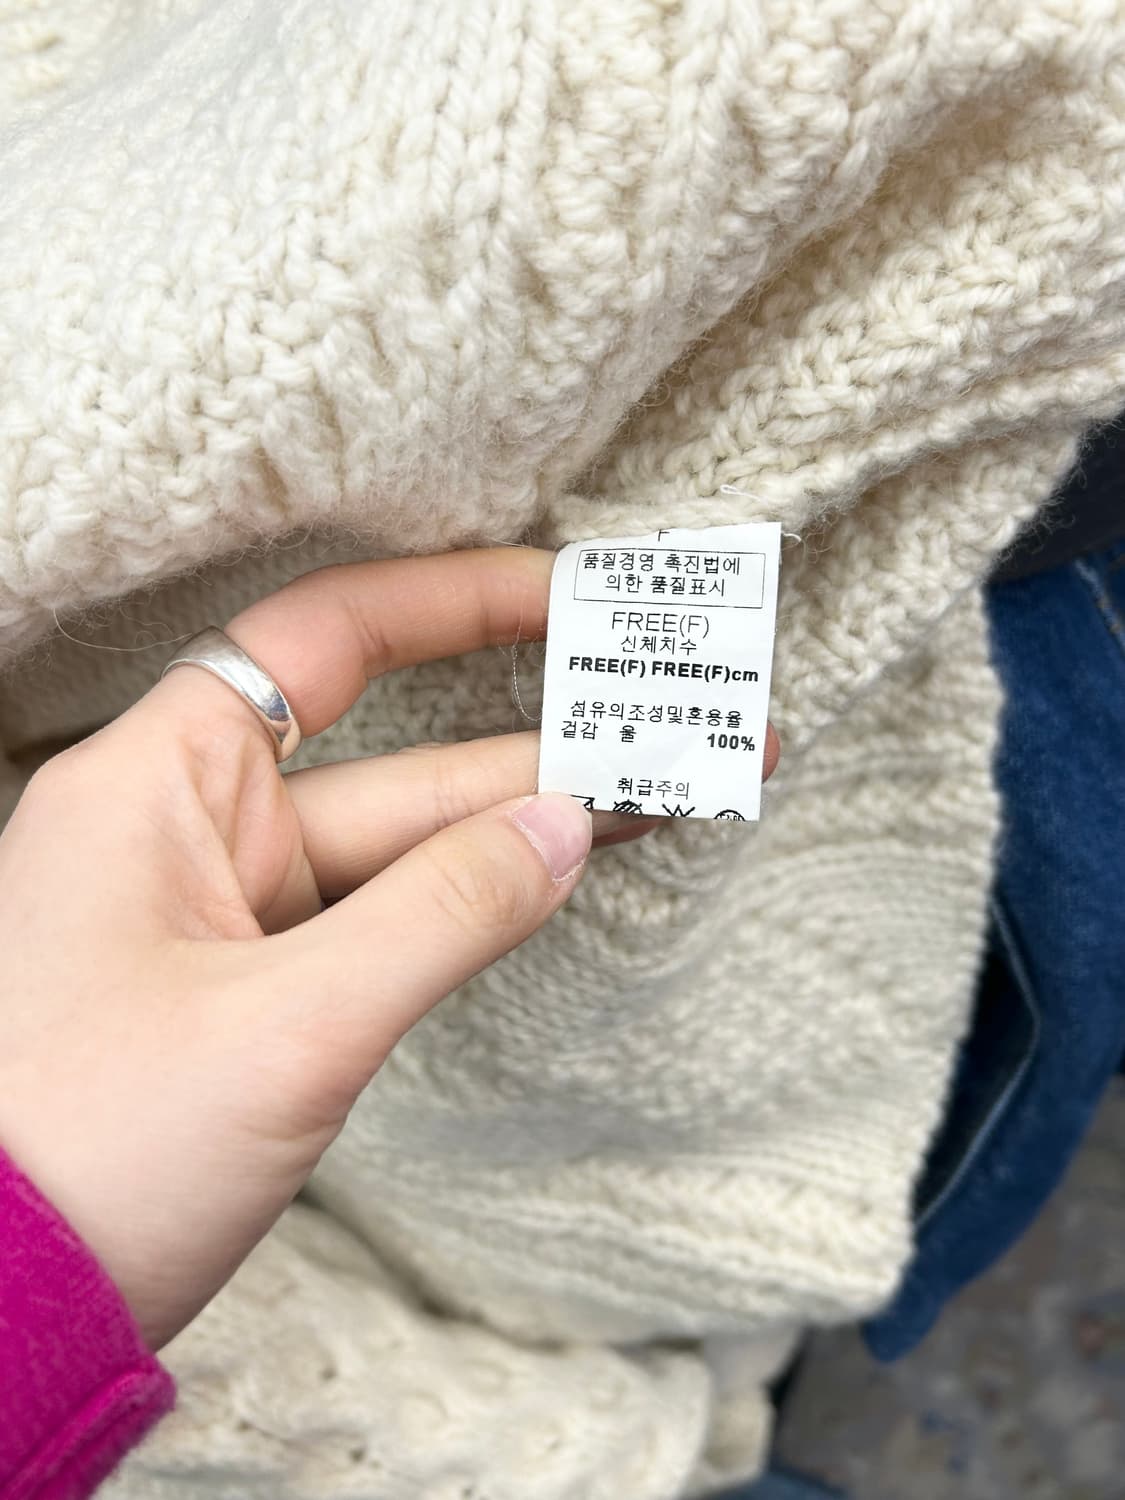 F
품질경영 촉진법에
의한 품질표시
FREE(F)
신체치수
FREE(F) FREE(F)cm
섬유의조성및혼용율
겉감 울 100%
취급주의